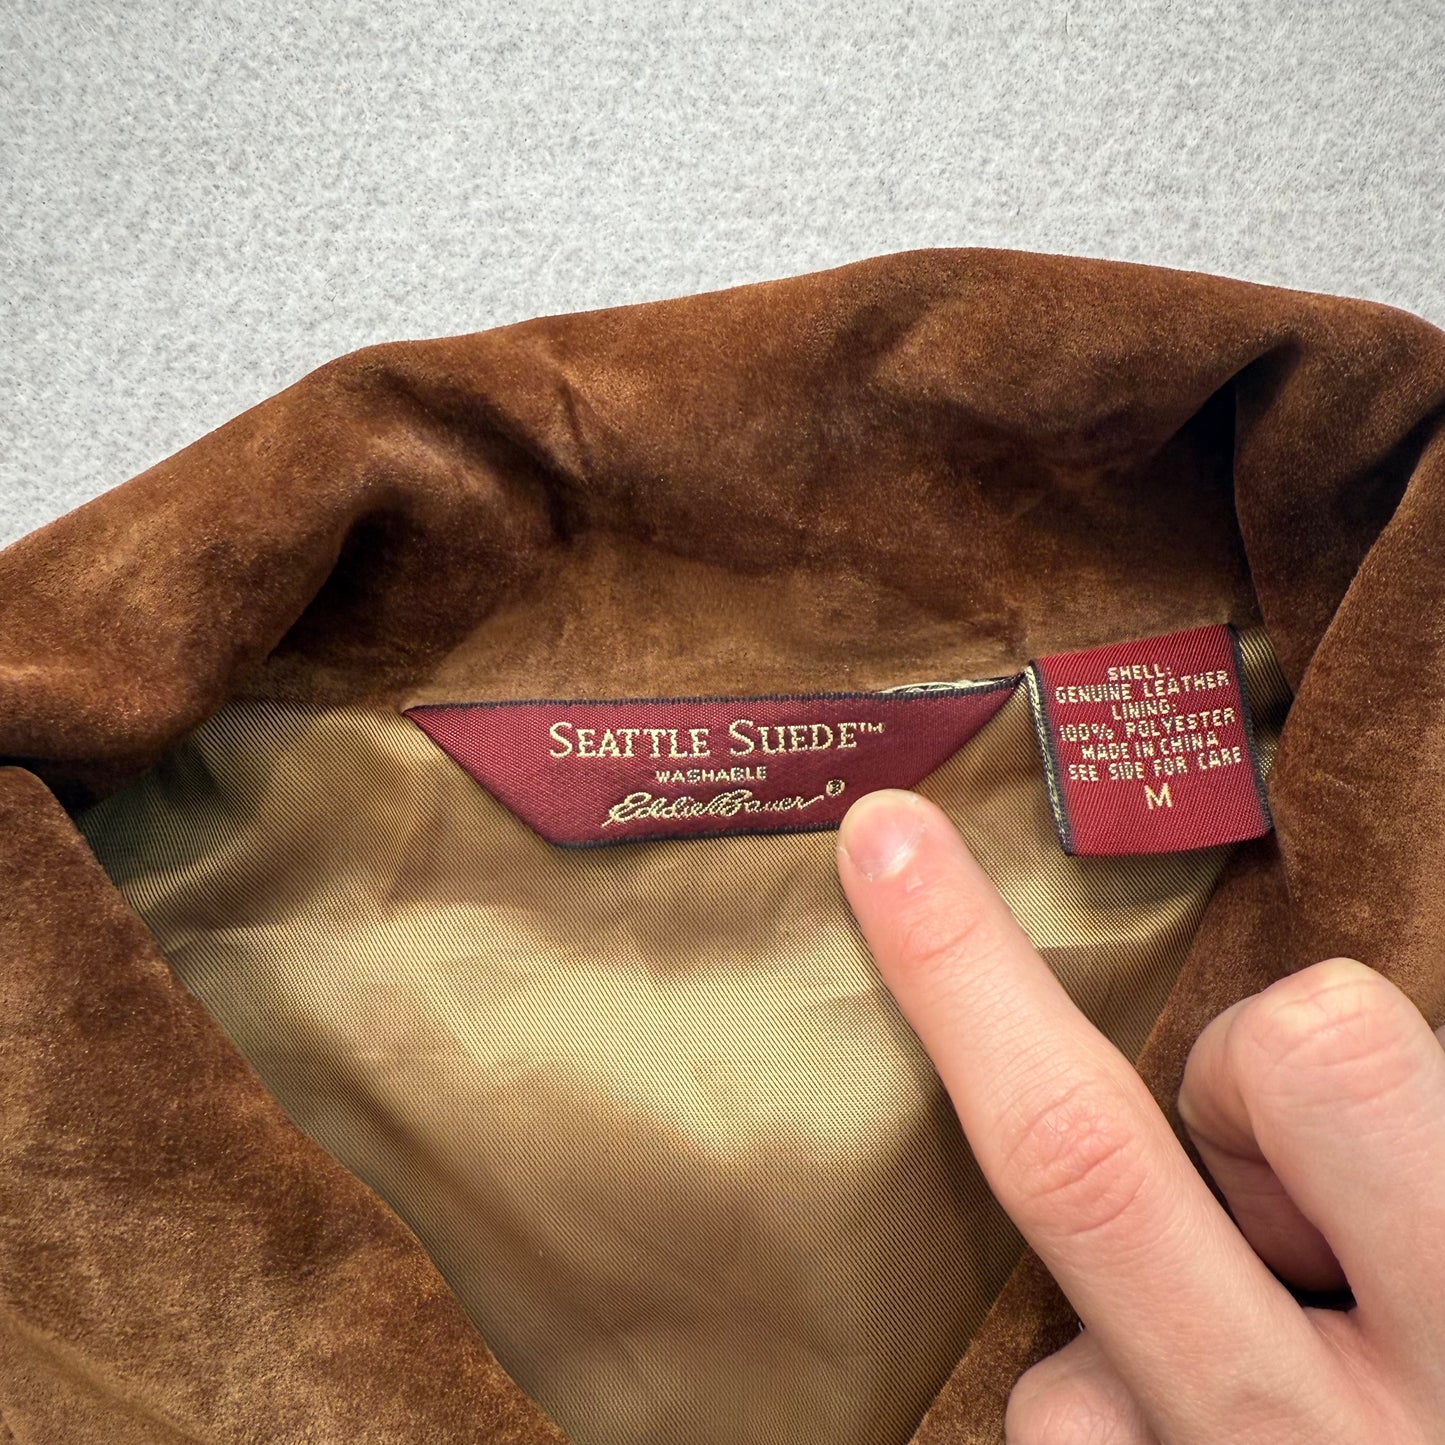 SEATTLE SUEDE™
WASHABLE
Eddie Bauer®
SHELL:
GENUINE LEATHER
LINING:
100% POLYESTER
MADE IN CHINA
SEE SIDE FOR CARE
M